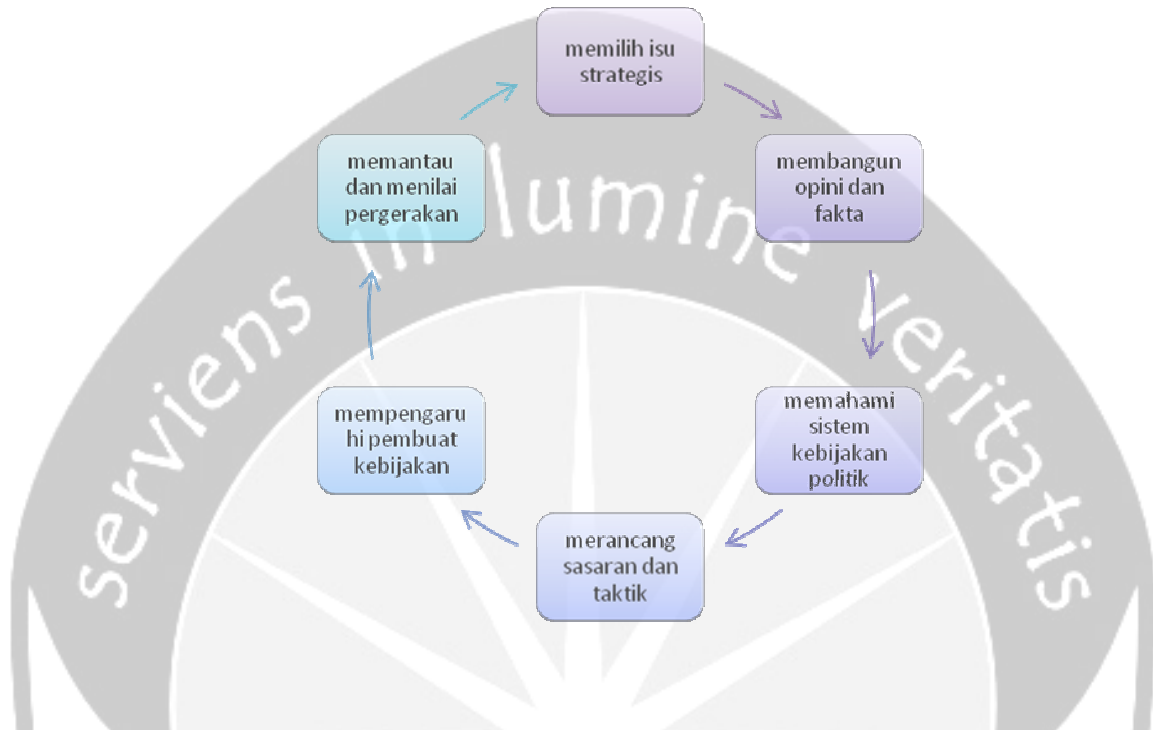 memilih isu
strategis
membangun
opini dan
fakta
memahami
sistem
kebijakan
politik
merancang
sasaran dan
taktik
mempengaru
hi pembuat
kebijakan
memantau
dan menilai
pergerakan
serviens in lumine veritatis